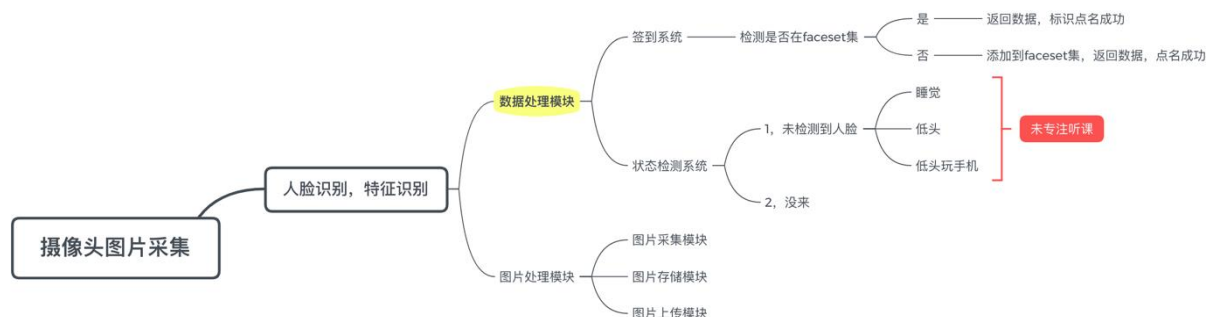 摄像头图片采集
人脸识别，特征识别
数据处理模块
签到系统
检测是否在faceset集
是
返回数据，标识点名成功
否
添加到faceset集，返回数据，点名成功
状态检测系统
1，未检测到人脸
睡觉
低头
低头玩手机
未专注听课
2，没来
图片处理模块
图片采集模块
图片存储模块
图片上传模块